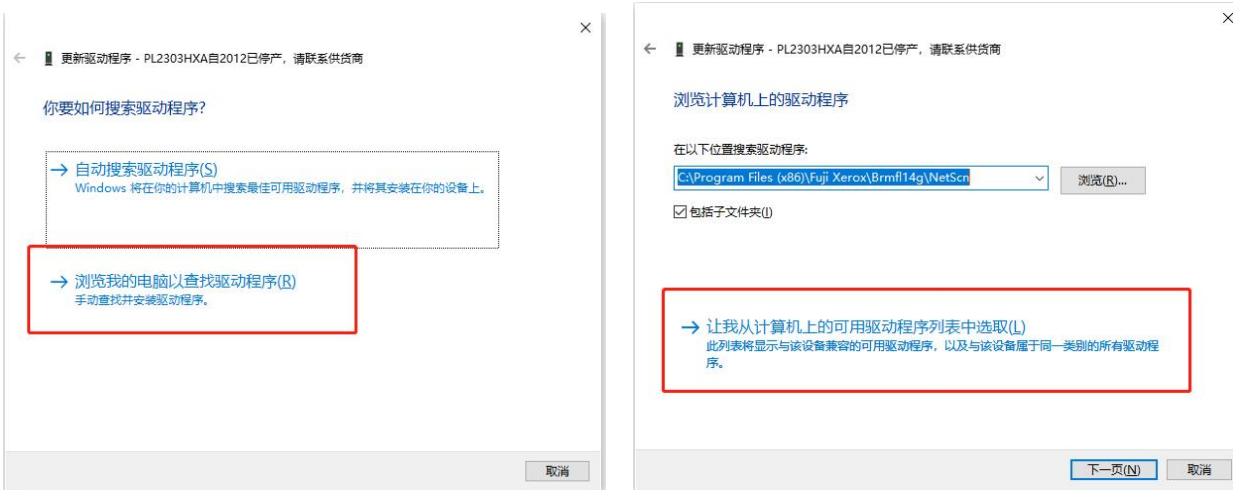 更新驱动程序 - PL2303HXA自2012已停产，请联系供货商
你要如何搜索驱动程序?
自动搜索驱动程序(S)
Windows 将在你的计算机中搜索最佳可用驱动程序，并将其安装在你的设备上。
浏览我的电脑以查找驱动程序(R)
手动查找并安装驱动程序。
取消
更新驱动程序 - PL2303HXA自2012已停产，请联系供货商
浏览计算机上的驱动程序
在以下位置搜索驱动程序:
C:\Program Files (x86)\Fuji Xerox\Brmfl14g\NetScn
浏览(R)...
包括子文件夹(I)
让我从计算机上的可用驱动程序列表中选取(L)
此列表将显示与该设备兼容的可用驱动程序，以及与该设备属于同一类别的所有驱动程
序。
下一页(N)
取消